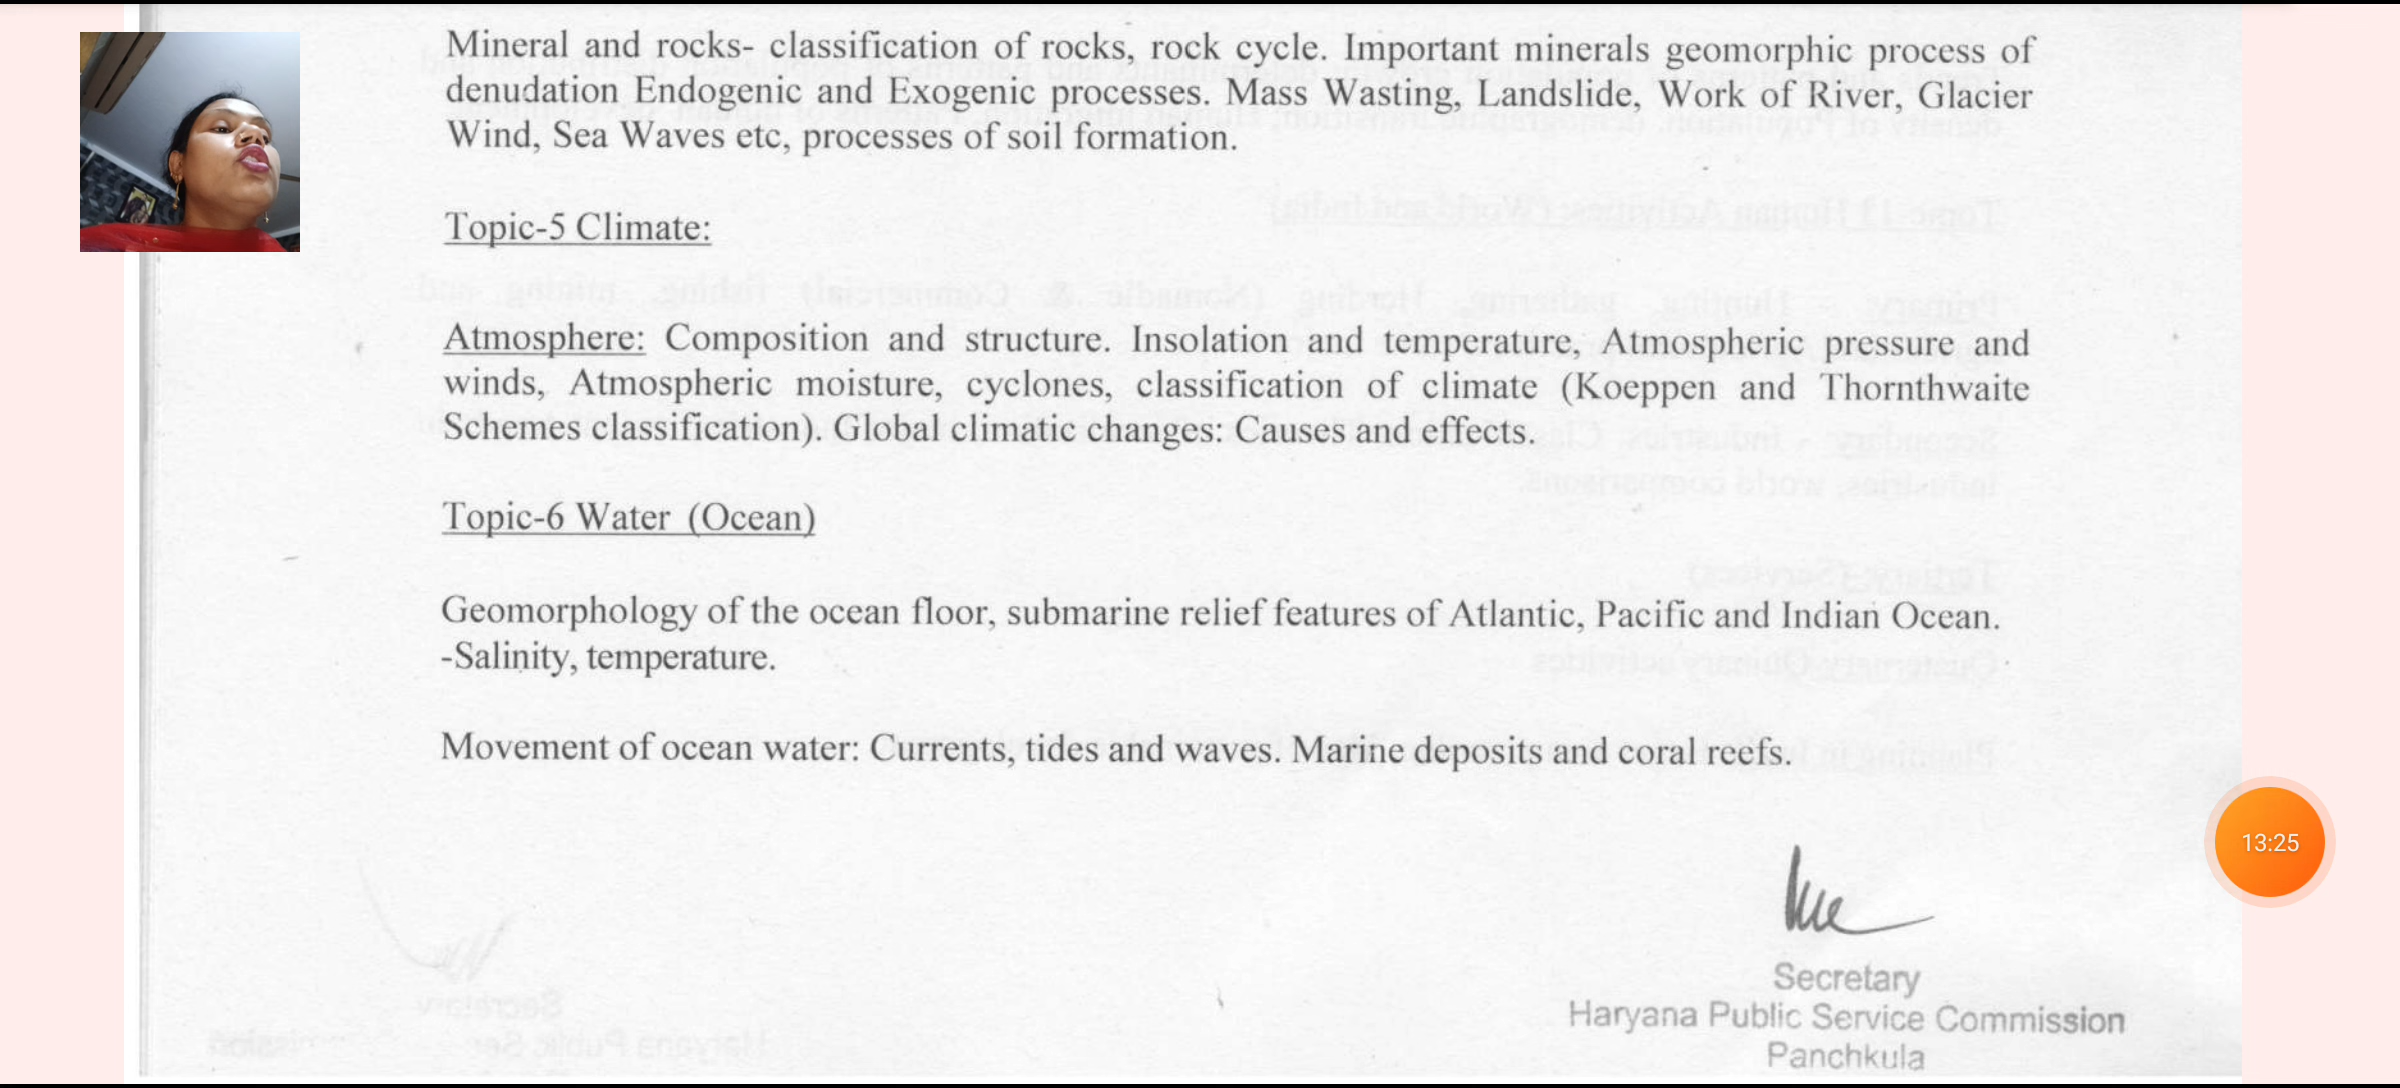 Mineral and rocks- classification of rocks, rock cycle. Important minerals geomorphic process of
denudation Endogenic and Exogenic processes. Mass Wasting, Landslide, Work of River, Glacier
Wind, Sea Waves etc, processes of soil formation.
Topic-5 Climate:
Atmosphere: Composition and structure. Insolation and temperature, Atmospheric pressure and
winds, Atmospheric moisture, cyclones, classification of climate (Koeppen and Thornthwaite
Schemes classification). Global climatic changes: Causes and effects.
Topic-6 Water (Ocean)
Geomorphology of the ocean floor, submarine relief features of Atlantic, Pacific and Indian Ocean.
-Salinity, temperature.
Movement of ocean water: Currents, tides and waves. Marine deposits and coral reefs.
13:25
Secretary
Haryana Public Service Commission
Panchkula